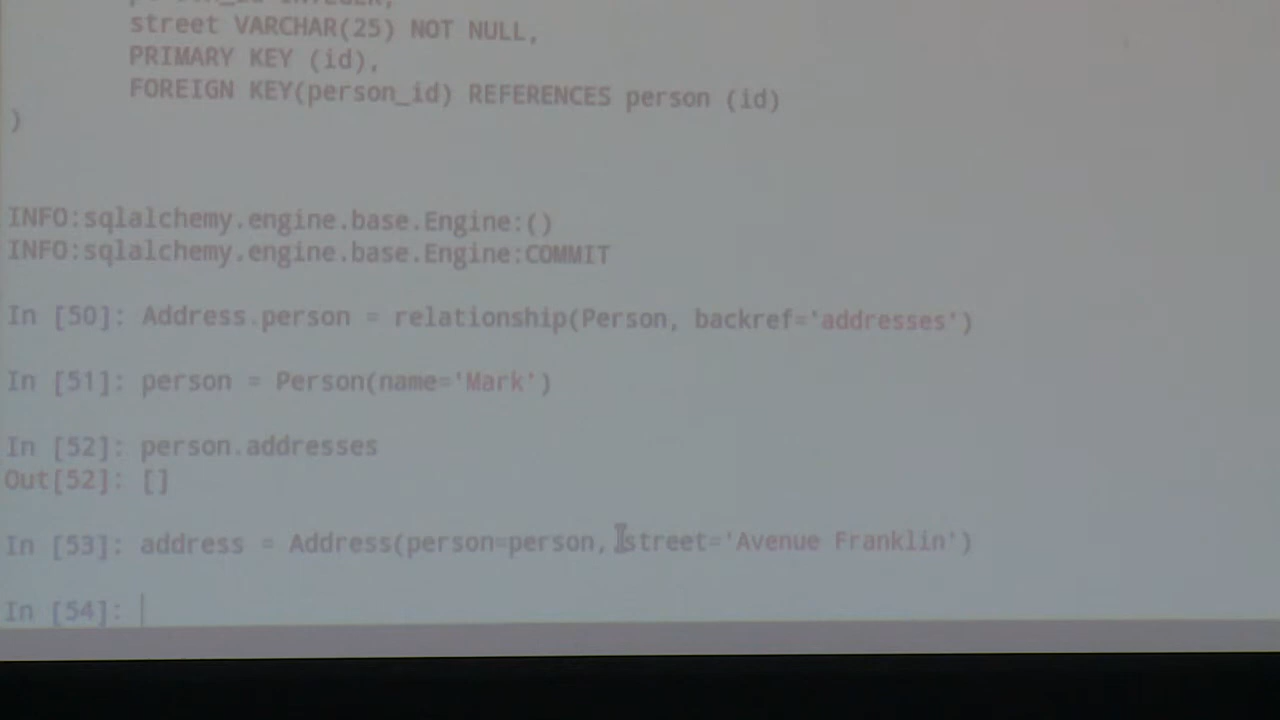 person_id INTEGER,
street VARCHAR(25) NOT NULL,
PRIMARY KEY (id),
FOREIGN KEY(person_id) REFERENCES person (id)
)
INFO:sqlalchemy.engine.base.Engine:()
INFO:sqlalchemy.engine.base.Engine:COMMIT
In [50]: Address.person = relationship(Person, backref='addresses')
In [51]: person = Person(name='Mark')
In [52]: person.addresses
Out[52]: []
In [53]: address = Address(person=person, street='Avenue Franklin')
In [54]: